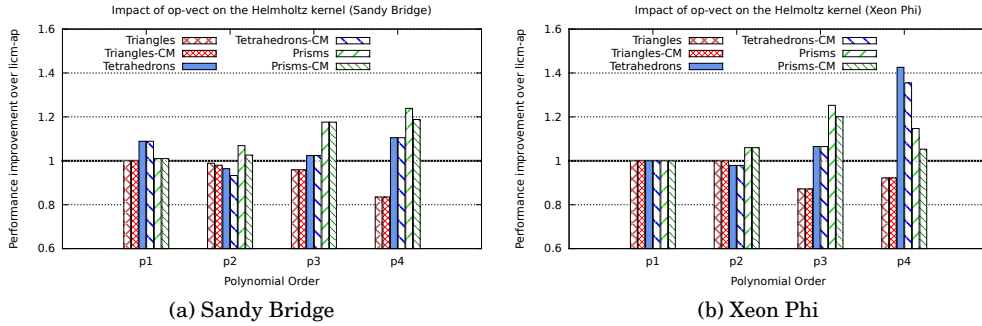 Impact of op-vect on the Helmholtz kernel (Sandy Bridge)
Performance improvement over licm-ap
1.6
1.4
1.2
1
0.8
0.6
Triangles
Triangles-CM
Tetrahedrons
Tetrahedrons-CM
Prisms
Prisms-CM
p1 p2 p3 p4
Polynomial Order
(a) Sandy Bridge
Impact of op-vect on the Helmoltz kernel (Xeon Phi)
Performance improvement over licm-ap
1.6
1.4
1.2
1
0.8
0.6
Triangles
Triangles-CM
Tetrahedrons
Tetrahedrons-CM
Prisms
Prisms-CM
p1 p2 p3 p4
Polynomial Order
(b) Xeon Phi